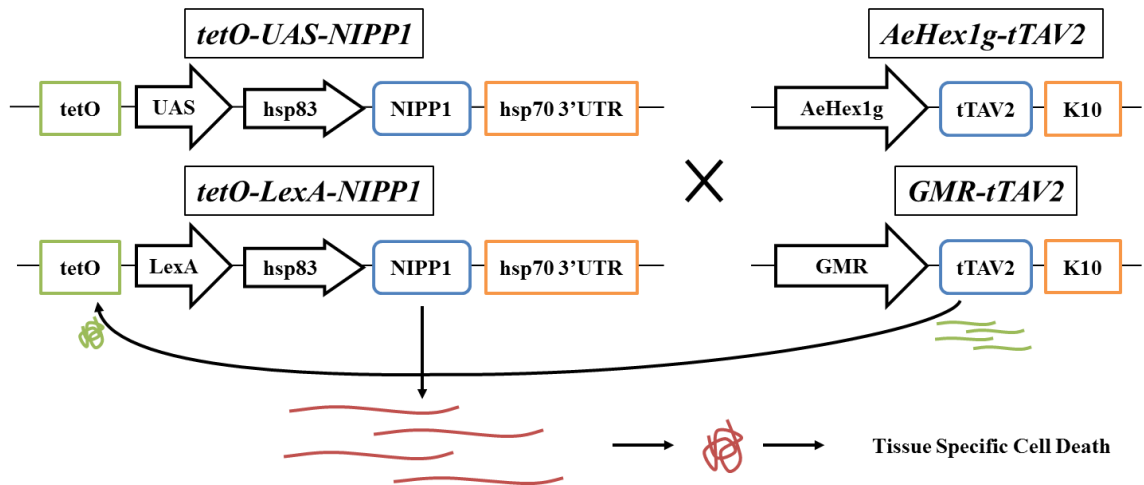 tetO-UAS-NIPP1
AeHex1g-tTAV2
tetO
UAS
hsp83
NIPP1
hsp70 3’UTR
AeHex1g
tTAV2
K10
tetO-LexA-NIPP1
GMR-tTAV2
tetO
LexA
hsp83
NIPP1
hsp70 3’UTR
GMR
tTAV2
K10
Tissue Specific Cell Death